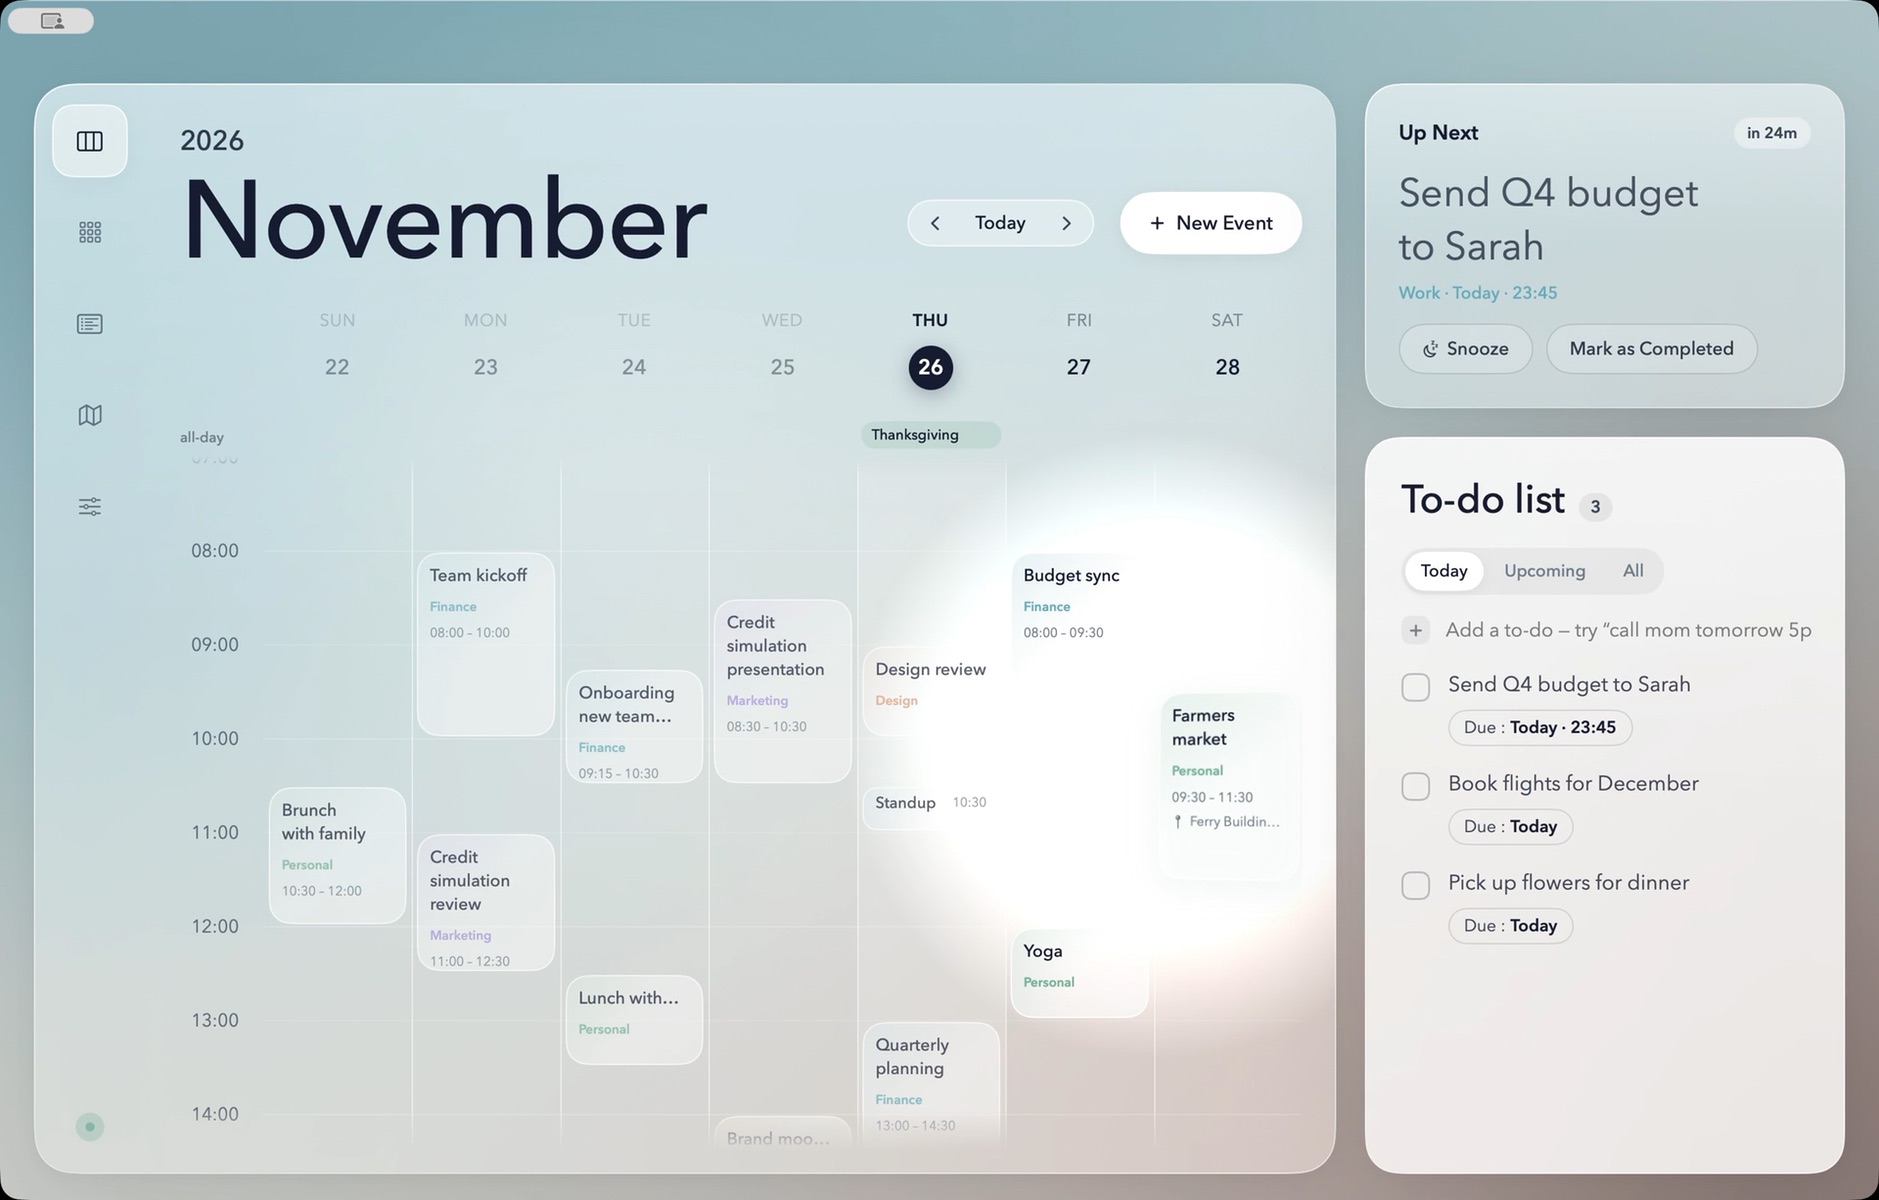 2026
November
Today
+ New Event
SUN
MON
TUE
WED
THU
FRI
SAT
22
23
24
25
26
27
28
all-day
Thanksgiving
07:00
08:00
09:00
10:00
11:00
12:00
13:00
14:00
Brunch
with family
Personal
10:30 – 12:00
Team kickoff
Finance
08:00 – 10:00
Credit
simulation
review
Marketing
11:00 – 12:30
Onboarding
new team…
Finance
09:15 – 10:30
Lunch with…
Personal
Credit
simulation
presentation
Marketing
08:30 – 10:30
Brand moo…
Design review
Design
Standup 10:30
Quarterly
planning
Finance
13:00 – 14:30
Budget sync
Finance
08:00 – 09:30
Yoga
Personal
Farmers
market
Personal
09:30 – 11:30
Ferry Buildin…
Up Next
in 24m
Send Q4 budget
to Sarah
Work · Today · 23:45
Snooze
Mark as Completed
To-do list 3
Today
Upcoming
All
+ Add a to-do – try “call mom tomorrow 5p
Send Q4 budget to Sarah
Due : Today · 23:45
Book flights for December
Due : Today
Pick up flowers for dinner
Due : Today